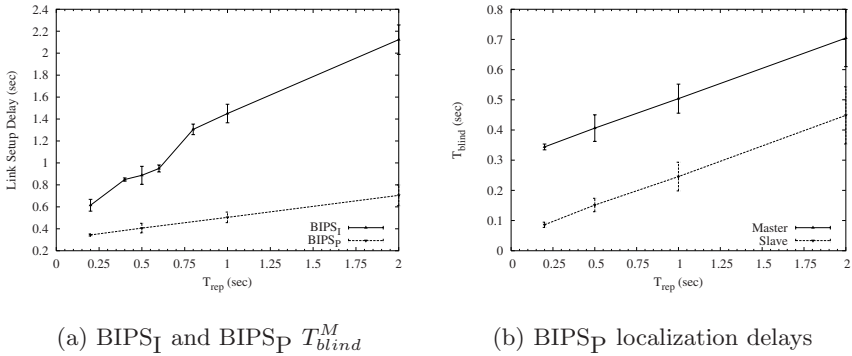 2.4
2.2
2
1.8
1.6
1.4
1.2
1
0.8
0.6
0.4
0.2
Link Setup Delay (sec)
0 0.25 0.5 0.75 1 1.25 1.5 1.75 2
T_rep (sec)
BIPS_I
BIPS_P
(a) BIPS_I and BIPS_P T^M_blind
0.8
0.7
0.6
0.5
0.4
0.3
0.2
0.1
0
T_blind (sec)
0 0.25 0.5 0.75 1 1.25 1.5 1.75 2
T_rep (sec)
Master
Slave
(b) BIPS_P localization delays